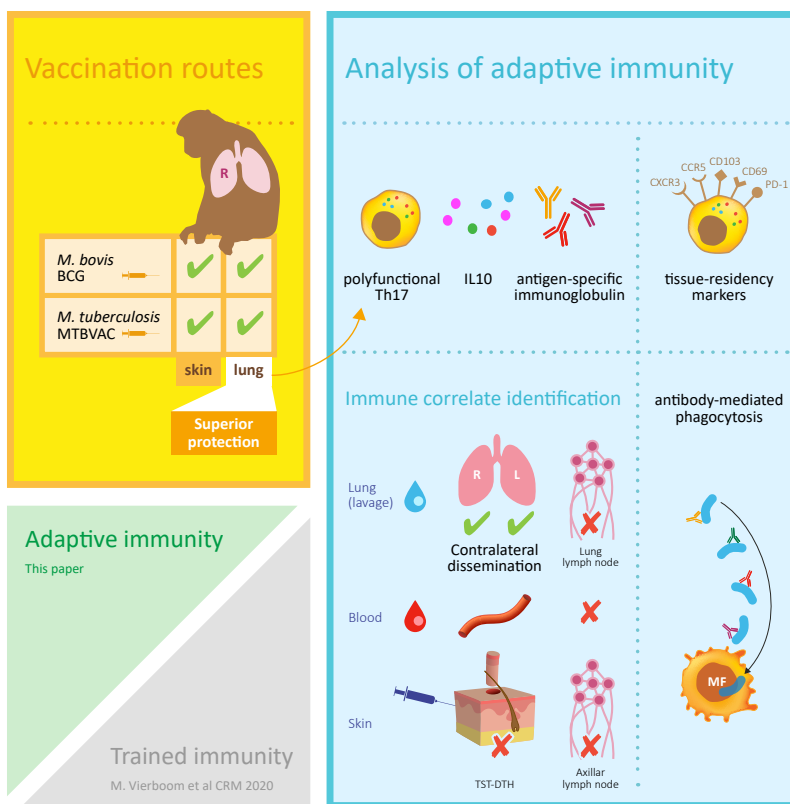 Vaccination routes
R
M. bovis
BCG
M. tuberculosis
MTBVAC
skin
lung
Superior
protection
Adaptive immunity
This paper
Trained immunity
M. Vierboom et al CRM 2020
Analysis of adaptive immunity
polyfunctional
Th17
IL10
antigen-specific
immunoglobulin
CXCR3
CCR5
CD103
CD69
PD-1
tissue-residency
markers
Immune correlate identification
Lung
(lavage)
R
L
Contralateral
dissemination
Lung
lymph node
Blood
Skin
TST-DTH
Axillar
lymph node
antibody-mediated
phagocytosis
MF